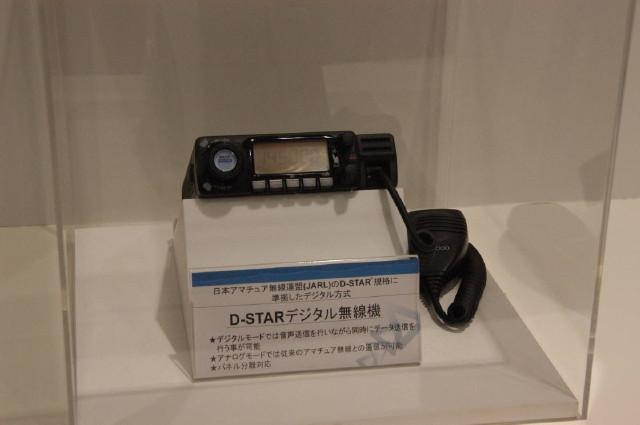 日本アマチュア無線連盟(JARL)のD-STAR規格に
準拠したデジタル方式
D-STARデジタル無線機
★デジタルモードでは音声送信を行いながら同時にデータ送信を
行う事が可能
★アナログモードでは従来のアマチュア無線との通信が可能
★パネル分離対応